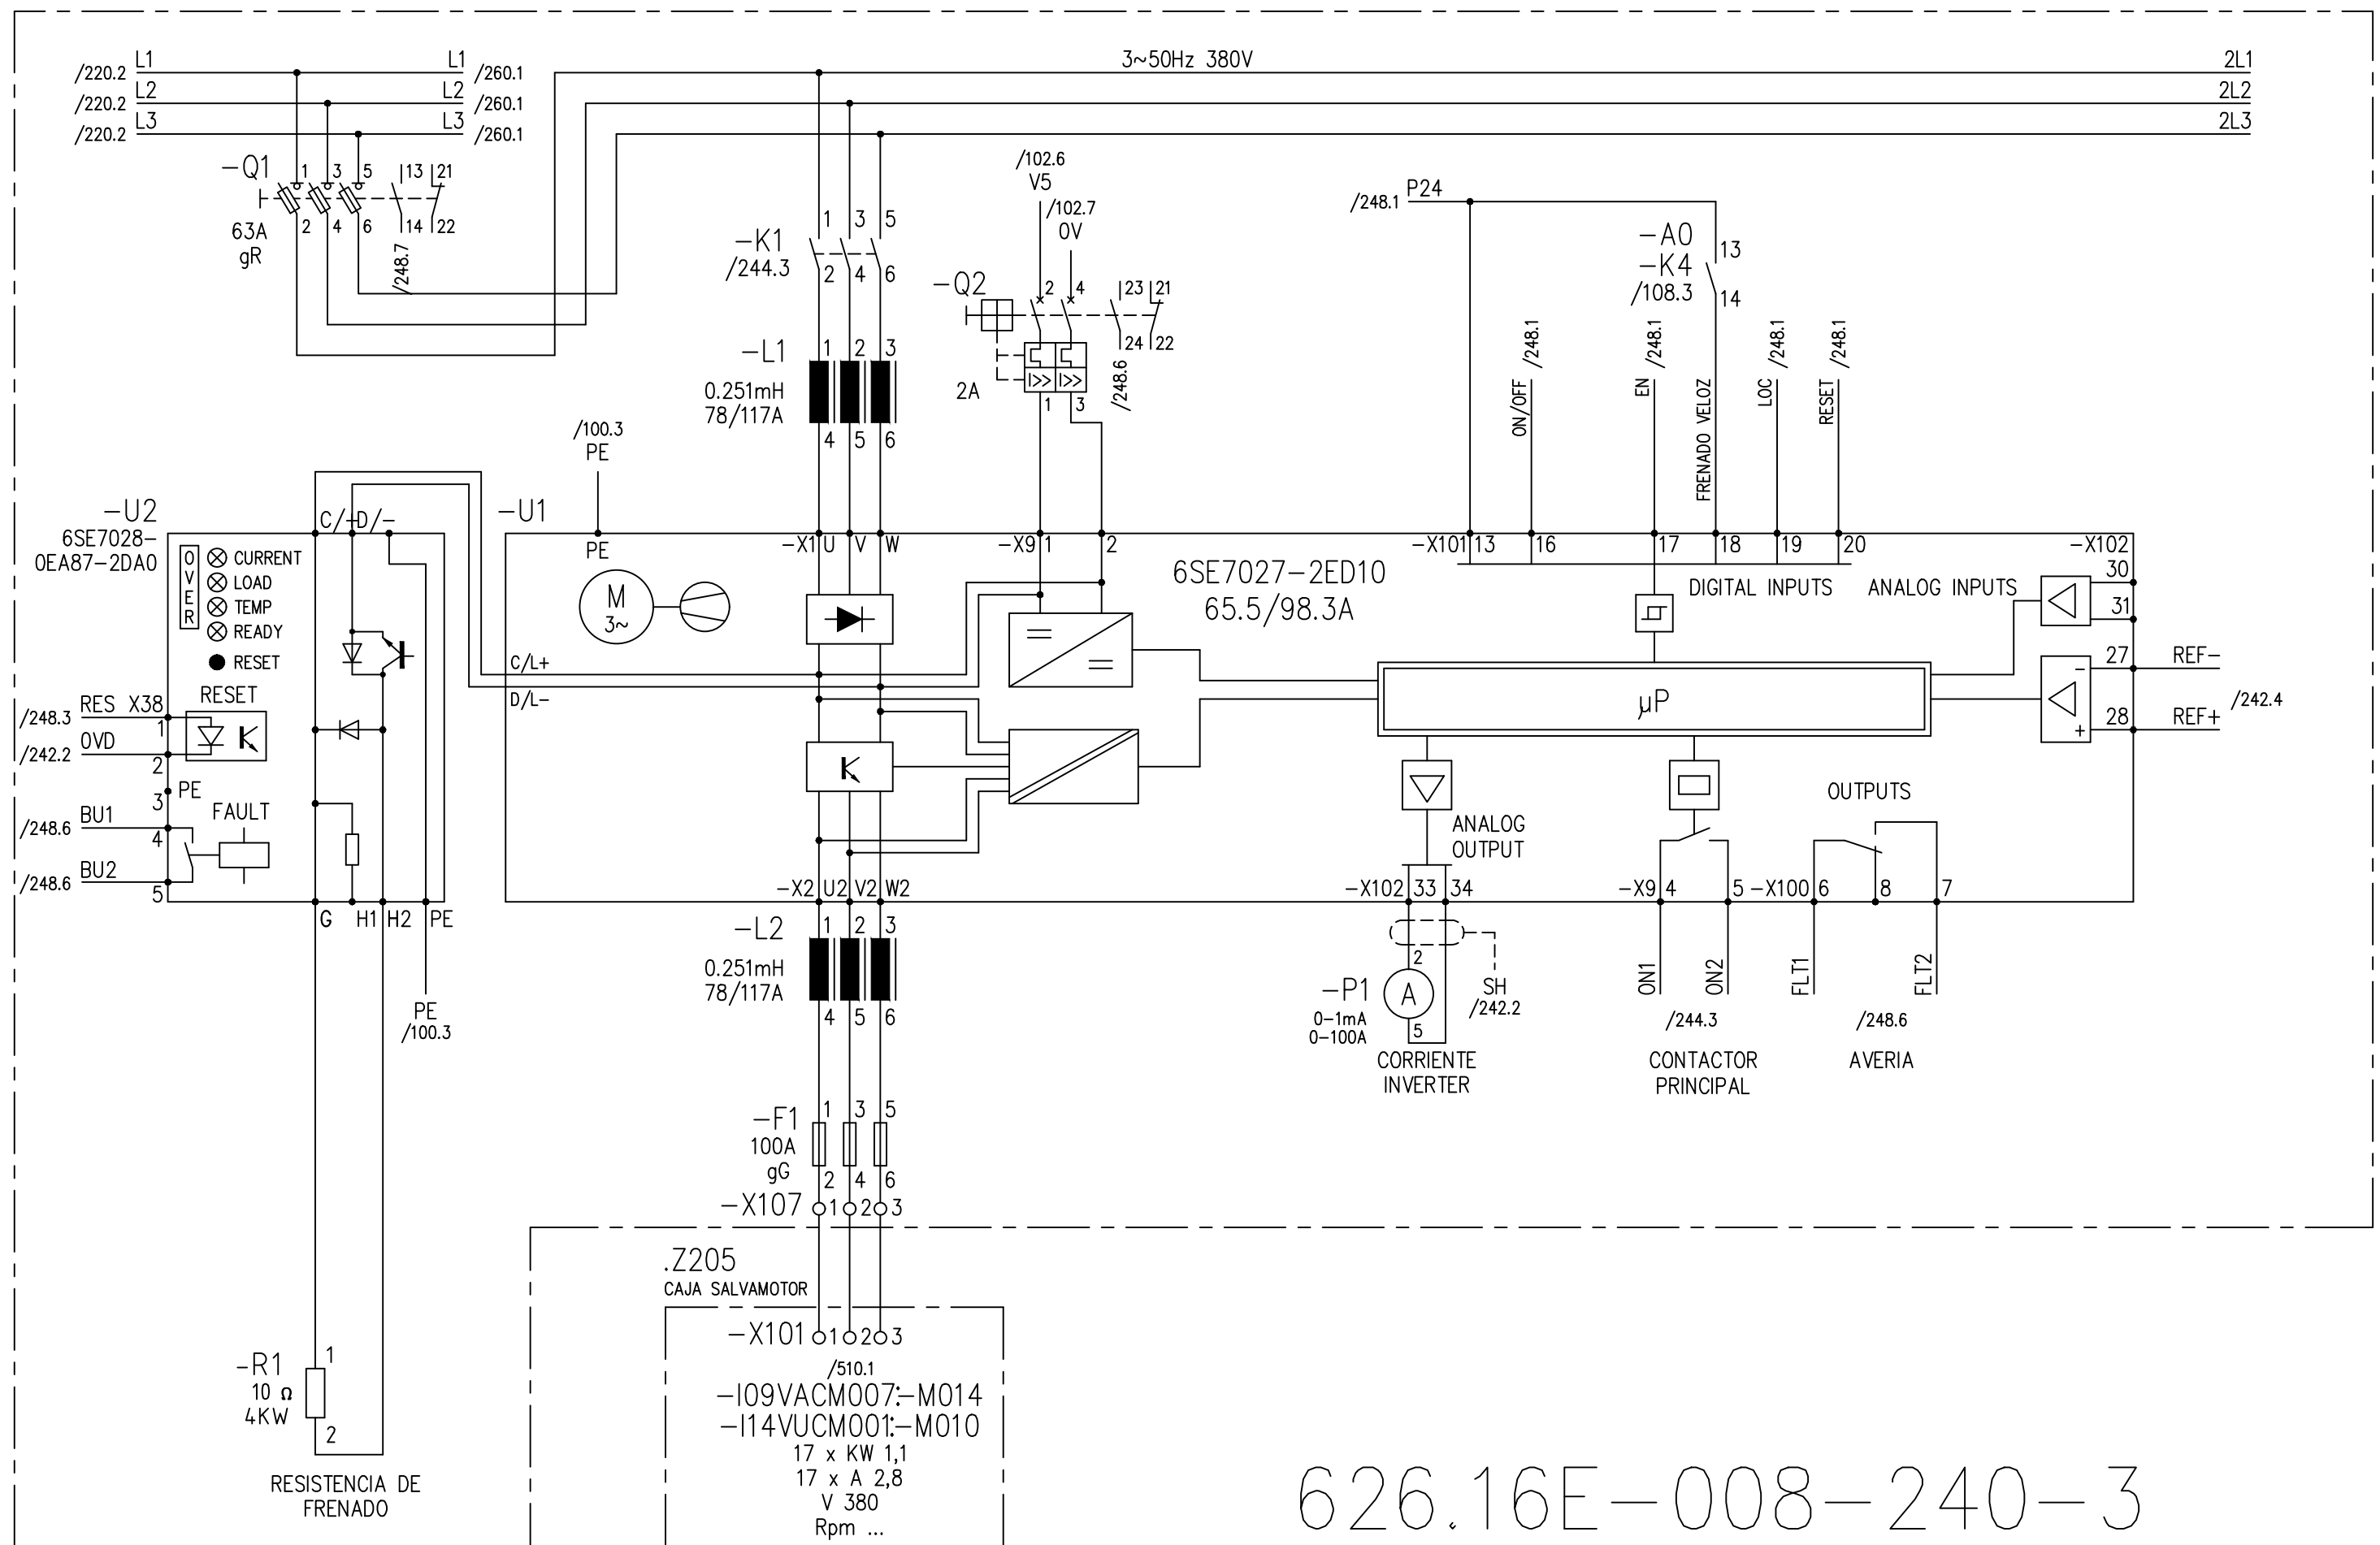 L1 L1 3~50Hz 380V 2L1
/220.2 /260.1
L2 L2 2L2
/220.2 /260.1
L3 L3 2L3
/220.2 /260.1
-Q1 1 3 5 13 21
63A 2 4 6 14 22
gR
/248.7
-K1 1 3 5
/244.3 2 4 6
/102.6
V5
/102.7
0V
-Q2 2 4 23 21
24 22
I>> I>>
2A 1 3 /248.6
P24
/248.1
-A0 13
-K4
/108.3 14
ON/OFF /248.1
EN /248.1
FRENADO VELOZ
LOC /248.1
RESET /248.1
-L1 1 2 3
0.251mH
78/117A
4 5 6
/100.3
PE
-U2
6SE7028-
0EA87-2DA0
C/+ D/-
OVER
CURRENT
LOAD
TEMP
READY
RESET
RESET
RES X38
/248.3 1
0VD
/242.2 2
PE
3
FAULT
BU1
/248.6 4
BU2
/248.6 5
G H1 H2 PE
PE
/100.3
-U1
PE
M
3~
C/L+
D/L-
-X1 U V W -X9 1 2
6SE7027-2ED10
65.5/98.3A
-X101 13 16 17 18 19 20 -X102
DIGITAL INPUTS ANALOG INPUTS
30
31
27 - REF-
/242.4
28 + REF+
µP
ANALOG
OUTPUT
OUTPUTS
-X2 U2 V2 W2 -X102 33 34 -X9 4 5 -X100 6 8 7
-L2 1 2 3
0.251mH
78/117A
4 5 6
2
-P1 A
0-1mA
0-100A
5
SH
/242.2
CORRIENTE
INVERTER
ON1 ON2
/244.3
CONTACTOR
PRINCIPAL
FLT1 FLT2
/248.6
AVERIA
-F1 1 3 5
100A
gG 2 4 6
-X107 1 2 3
.Z205
CAJA SALVAMOTOR
-X101 1 2 3
/510.1
-I09VACM007:-M014
-I14VUCM001:-M010
17 x KW 1,1
17 x A 2,8
V 380
Rpm ...
-R1 1
10 Ω
4KW
2
RESISTENCIA DE
FRENADO
626.16E-008-240-3